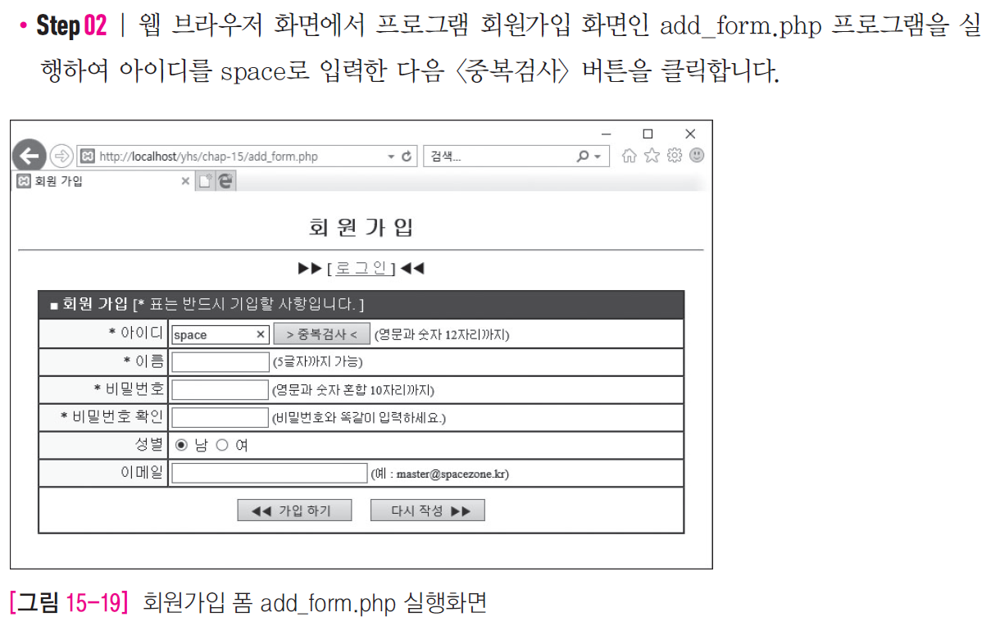 • Step 02 | 웹 브라우저 화면에서 프로그램 회원가입 화면인 add_form.php 프로그램을 실
행하여 아이디를 space로 입력한 다음 〈중복검사〉 버튼을 클릭합니다.
http://localhost/yhs/chap-15/add_form.php
검색...
회원 가입
회 원 가 입
▶▶ [ 로 그 인 ] ◀◀
■ 회원 가입 [* 표는 반드시 기입할 사항입니다. ]
* 아이디 space × > 중복검사 < (영문과 숫자 12자리까지)
* 이름 (5글자까지 가능)
* 비밀번호 (영문과 숫자 혼합 10자리까지)
* 비밀번호 확인 (비밀번호와 똑같이 입력하세요.)
성별 남 여
이메일 (예 : master@spacezone.kr)
◀◀ 가입 하기 다시 작성 ▶▶
[그림 15-19] 회원가입 폼 add_form.php 실행화면